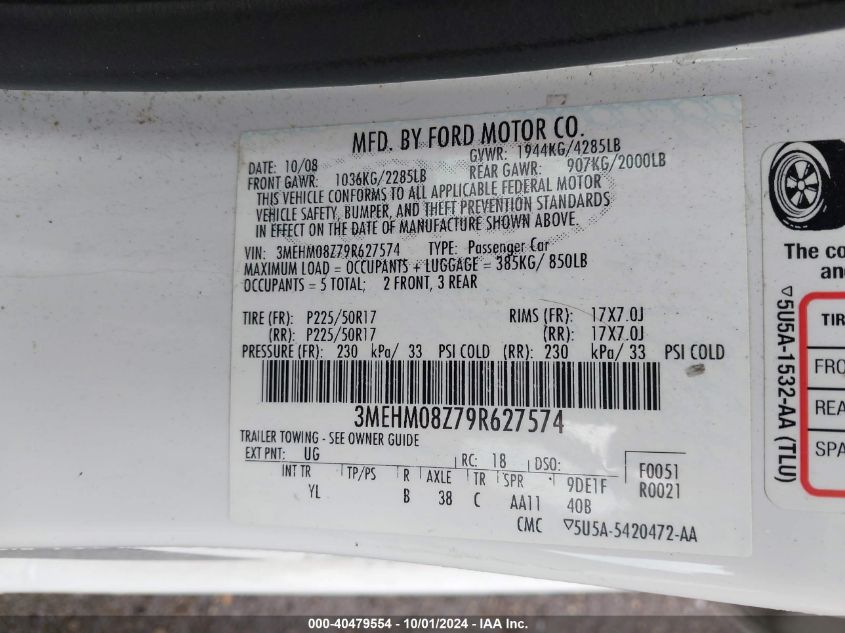 MFD. BY FORD MOTOR CO.
DATE: 10/08
GVWR: 1944KG/4285LB
FRONT GAWR: 1036KG/2285LB
REAR GAWR: 907KG/2000LB
THIS VEHICLE CONFORMS TO ALL APPLICABLE FEDERAL MOTOR
VEHICLE SAFETY, BUMPER, AND THEFT PREVENTION STANDARDS
IN EFFECT ON THE DATE OF MANUFACTURE SHOWN ABOVE.
VIN: 3MEHM08Z79R627574 TYPE: Passenger Car
MAXIMUM LOAD = OCCUPANTS + LUGGAGE = 385KG/ 850LB
OCCUPANTS = 5 TOTAL; 2 FRONT, 3 REAR
TIRE (FR): P225/50R17 RIMS (FR): 17X7.0J
(RR): P225/50R17 (RR): 17X7.0J
PRESSURE (FR): 230 kPa/ 33 PSI COLD (RR): 230 kPa/ 33 PSI COLD
3MEHM08Z79R627574
TRAILER TOWING - SEE OWNER GUIDE
EXT PNT: UG RC: 18 DSO: F0051
INT TR TP/PS R AXLE TR SPR 9DE1F R0021
YL B 38 C AA11 40B
CMC ▽5U5A-5420472-AA
The co
an
▽5U5A-1532-AA (TLU)
TIR
FRO
REA
SPA
000-40479554 - 10/01/2024 - IAA Inc.